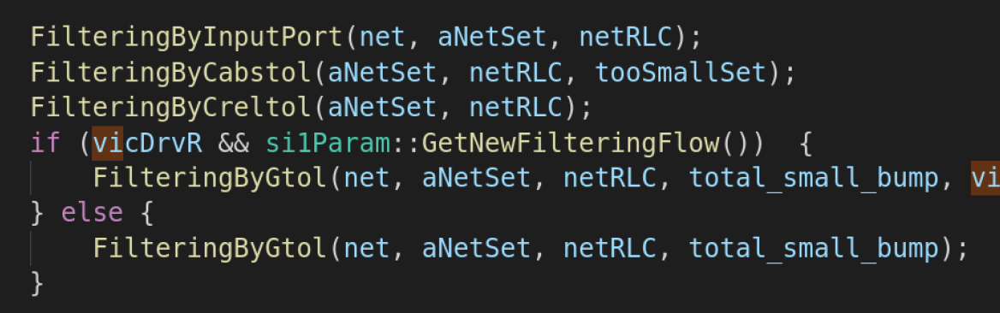 FilteringByInputPort(net, aNetSet, netRLC);
FilteringByCabstol(aNetSet, netRLC, tooSmallSet);
FilteringByCreltol(aNetSet, netRLC);
if (vicDrvR && si1Param::GetNewFilteringFlow())  {
    FilteringByGtol(net, aNetSet, netRLC, total_small_bump, vi
} else {
    FilteringByGtol(net, aNetSet, netRLC, total_small_bump);
}